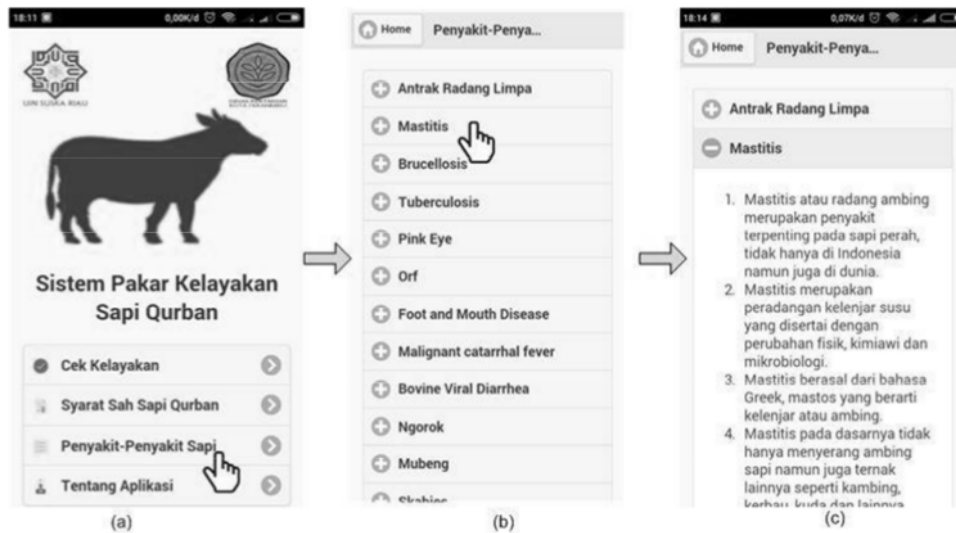 18:11
0,00K/d
UIN SUSKA RIAU
Sistem Pakar Kelayakan
Sapi Qurban
Cek Kelayakan
Syarat Sah Sapi Qurban
Penyakit-Penyakit Sapi
Tentang Aplikasi
(a)
Home
Penyakit-Penya...
Antrak Radang Limpa
Mastitis
Brucellosis
Tuberculosis
Pink Eye
Orf
Foot and Mouth Disease
Malignant catarrhal fever
Bovine Viral Diarrhea
Ngorok
Mubeng
Skabies
(b)
18:14
0,07K/d
Home
Penyakit-Penya...
Antrak Radang Limpa
Mastitis
1. Mastitis atau radang ambing
merupakan penyakit
terpenting pada sapi perah,
tidak hanya di Indonesia
namun juga di dunia.
2. Mastitis merupakan
peradangan kelenjar susu
yang disertai dengan
perubahan fisik, kimiawi dan
mikrobiologi.
3. Mastitis berasal dari bahasa
Greek, mastos yang berarti
kelenjar atau ambing.
4. Mastitis pada dasarnya tidak
hanya menyerang ambing
sapi namun juga ternak
lainnya seperti kambing,
kerbau, kuda dan lainnya
(c)